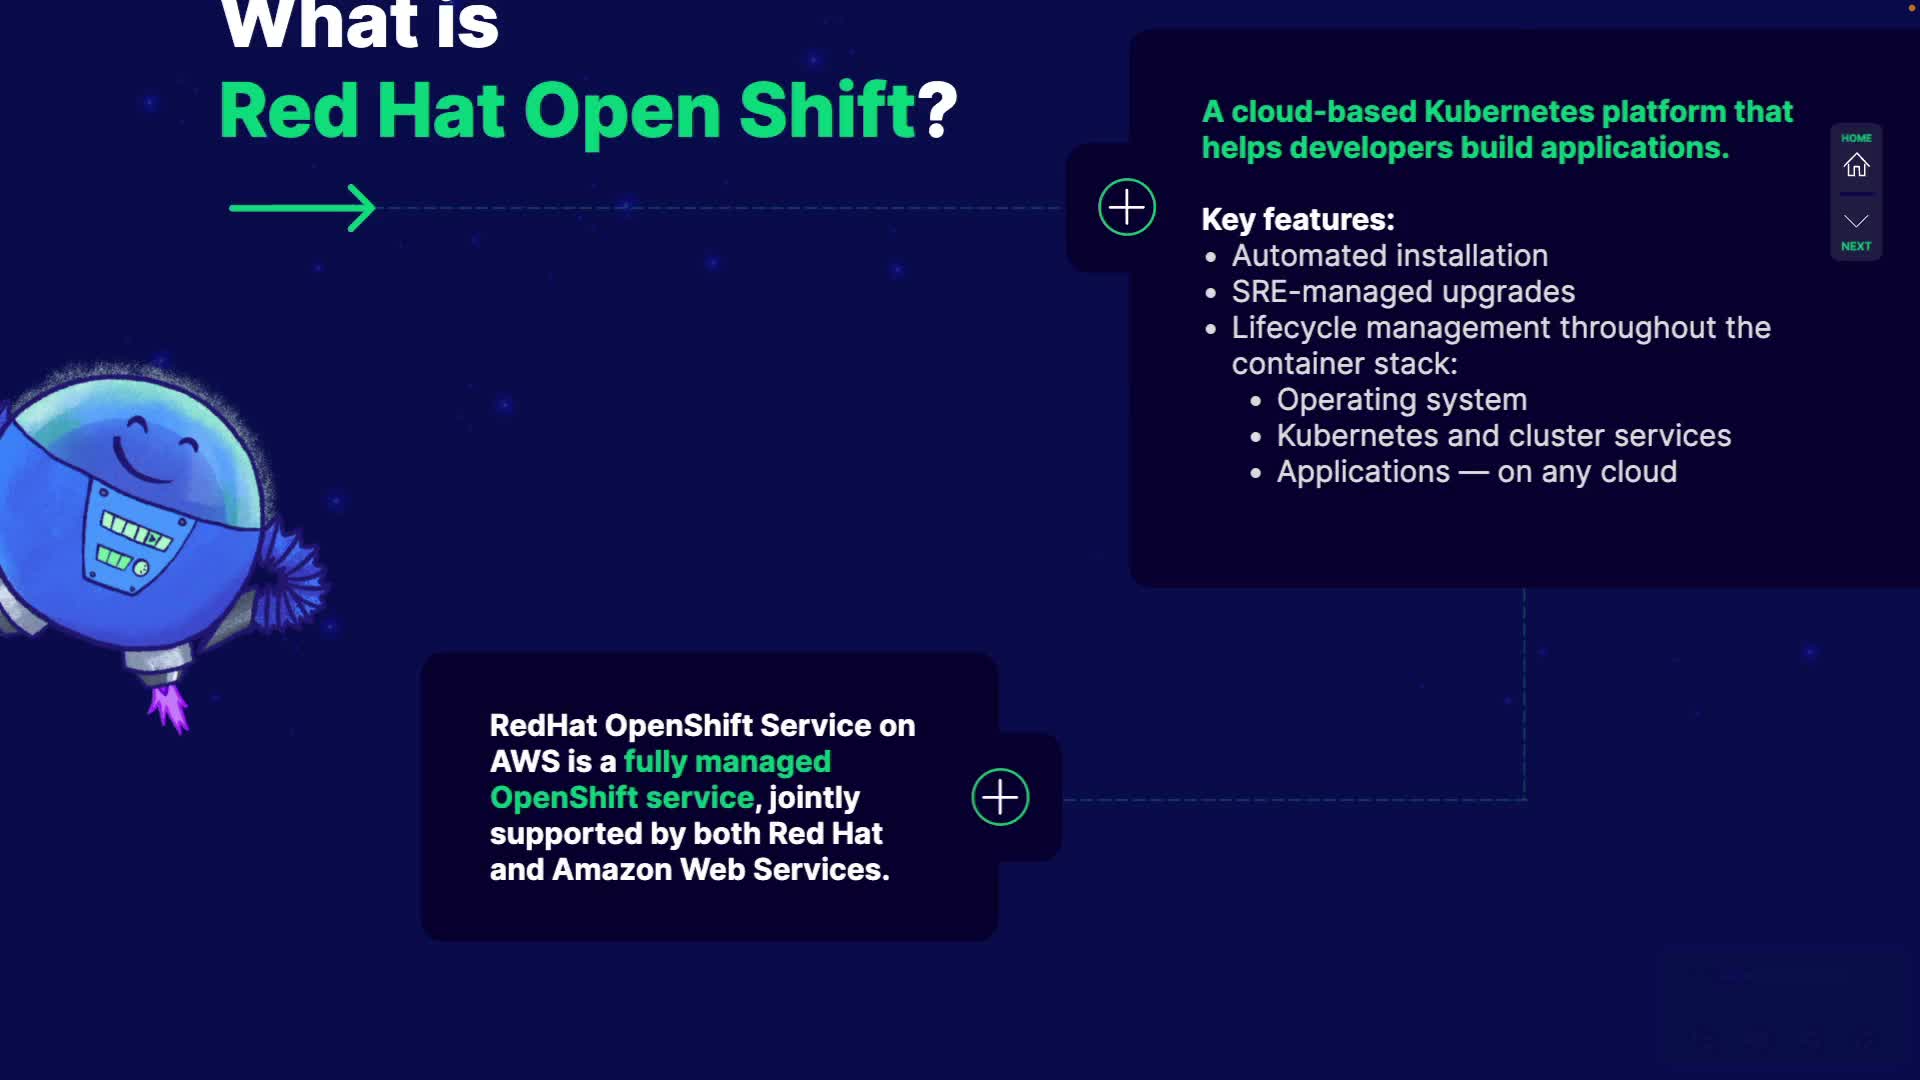 What is
Red Hat Open Shift?
A cloud-based Kubernetes platform that
helps developers build applications.
Key features:
• Automated installation
• SRE-managed upgrades
• Lifecycle management throughout the
container stack:
• Operating system
• Kubernetes and cluster services
• Applications — on any cloud
HOME
NEXT
RedHat OpenShift Service on
AWS is a fully managed
OpenShift service, jointly
supported by both Red Hat
and Amazon Web Services.